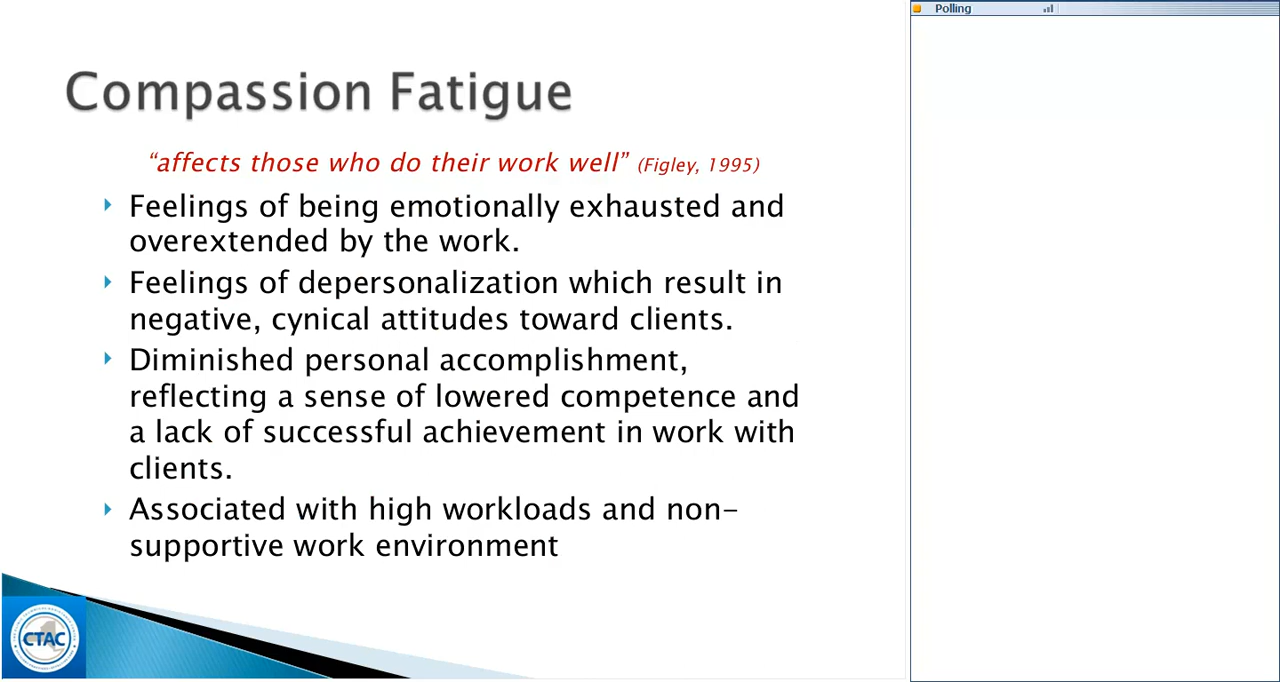 Polling
Compassion Fatigue
“affects those who do their work well” (Figley, 1995)
Feelings of being emotionally exhausted and
overextended by the work.
Feelings of depersonalization which result in
negative, cynical attitudes toward clients.
Diminished personal accomplishment,
reflecting a sense of lowered competence and
a lack of successful achievement in work with
clients.
Associated with high workloads and non-
supportive work environment
CTAC